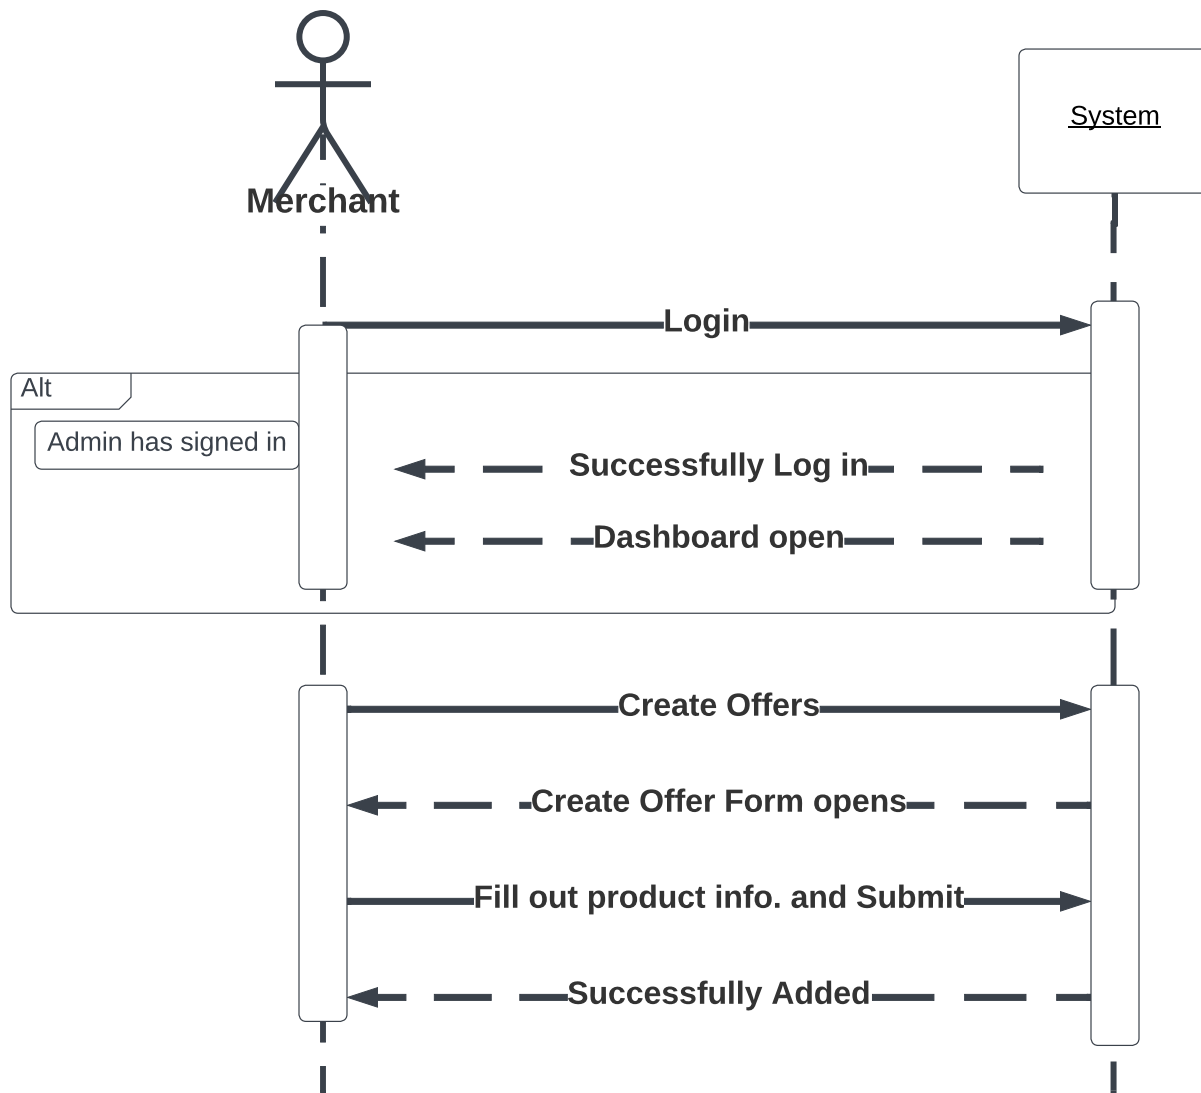 System
Merchant
Login
Alt
Admin has signed in
Successfully Log in
Dashboard open
Create Offers
Create Offer Form opens
Fill out product info. and Submit
Successfully Added